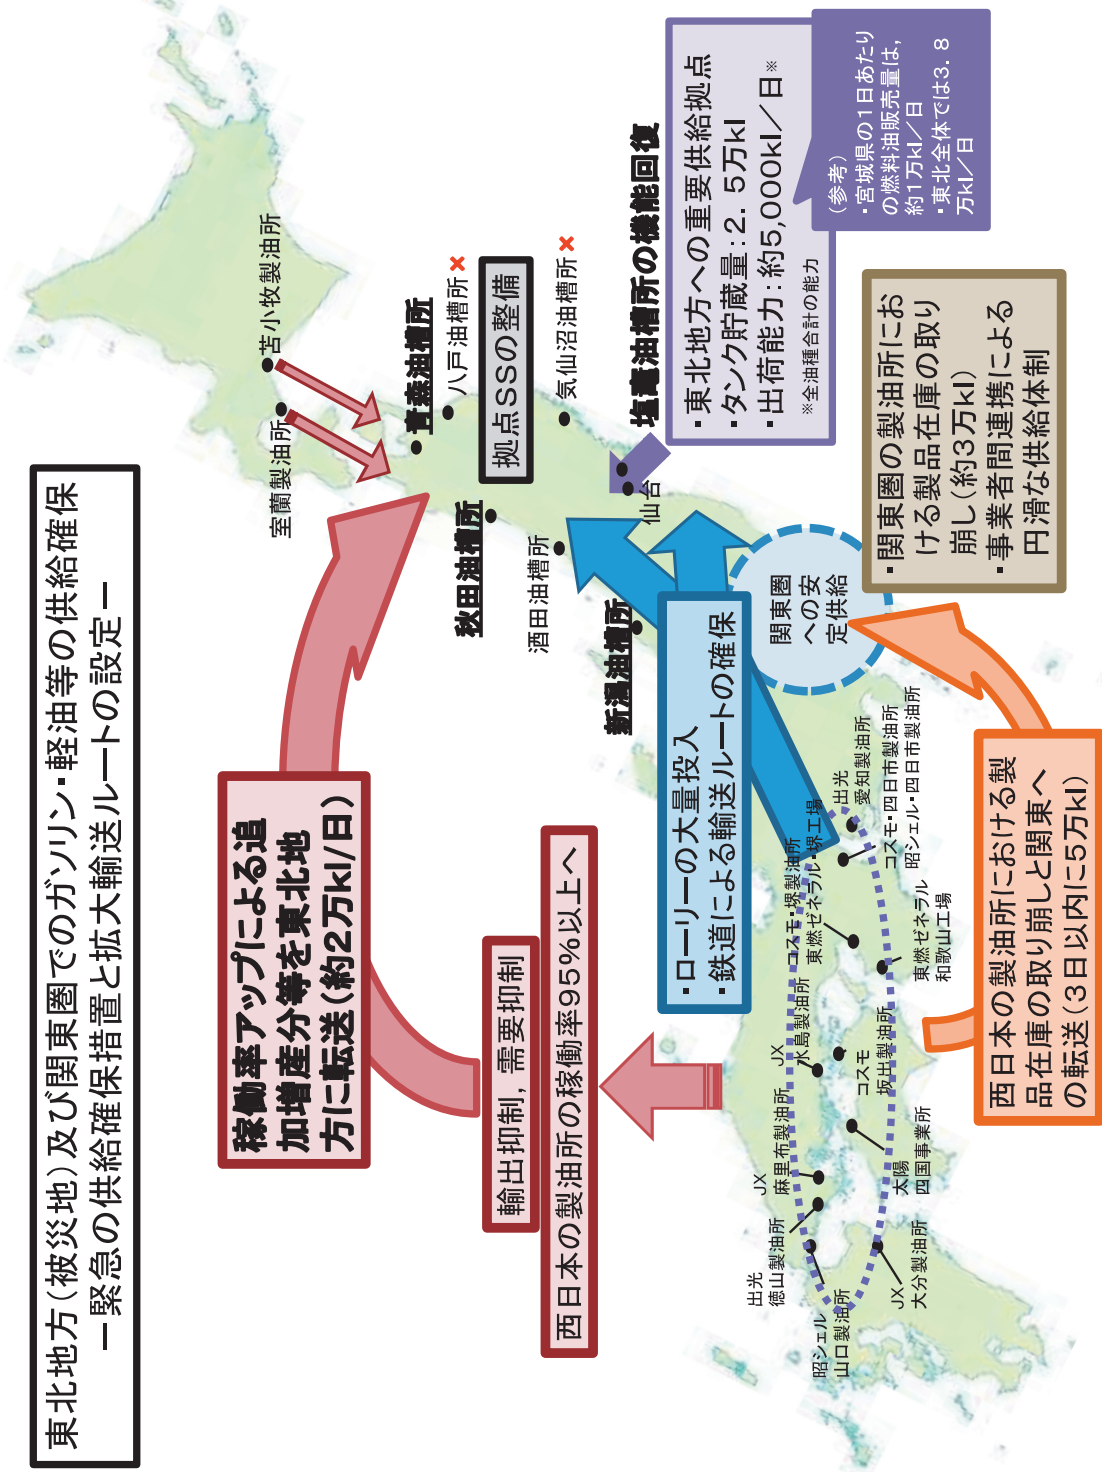 東北地方（被災地）及び関東圏でのガソリン・軽油等の供給確保
ー緊急の供給確保措置と拡大輸送ルートの設定ー
稼働率アップによる追
加増産分等を東北地
方に転送（約2万kl/日）
輸出抑制，需要抑制
西日本の製油所の稼働率95％以上へ
室蘭製油所
苫小牧製油所
青森油槽所
八戸油槽所×
拠点SSの整備
気仙沼油槽所×
秋田油槽所
酒田油槽所
新潟油槽所
仙台
塩竈油槽所の機能回復
・東北地方への重要供給拠点
・タンク貯蔵量：2．5万kl
・出荷能力：約5,000kl／日※
※全油種合計の能力
（参考）
・宮城県の1日あたり
の燃料油販売量は，
約1万kl／日
・東北全体では3．8
万kl／日
・ローリーの大量投入
・鉄道による輸送ルートの確保
関東圏
への安
定供給
・関東圏の製油所にお
ける製品在庫の取り
崩し（約3万kl）
・事業者間連携による
円滑な供給体制
西日本の製油所における製
品在庫の取り崩しと関東へ
の転送（3日以内に5万kl）
出光
徳山製油所
JX
麻里布製油所
JX
水島製油所
コスモ・堺製油所
東燃ゼネラル・堺工場
出光
愛知製油所
コスモ・四日市製油所
昭シェル・四日市製油所
昭シェル
山口製油所
JX
大分製油所
太陽
四国事業所
コスモ
坂出製油所
東燃ゼネラル
和歌山工場